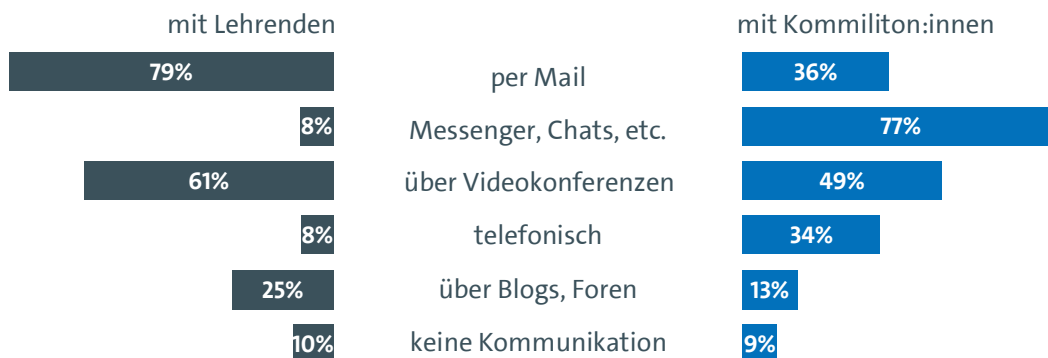 mit Lehrenden mit Kommiliton:innen
79% per Mail 36%
8% Messenger, Chats, etc. 77%
61% über Videokonferenzen 49%
8% telefonisch 34%
25% über Blogs, Foren 13%
10% keine Kommunikation 9%